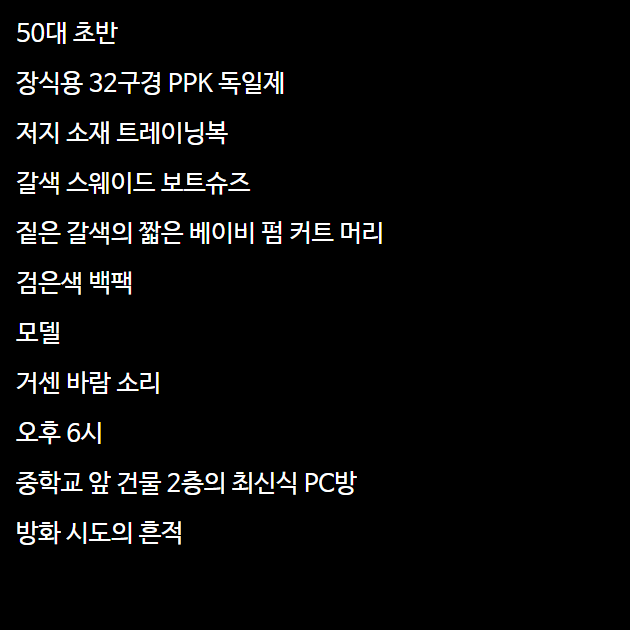 50대 초반
장식용 32구경 PPK 독일제
저지 소재 트레이닝복
갈색 스웨이드 보트슈즈
짙은 갈색의 짧은 베이비 펌 커트 머리
검은색 백팩
모델
거센 바람 소리
오후 6시
중학교 앞 건물 2층의 최신식 PC방
방화 시도의 흔적